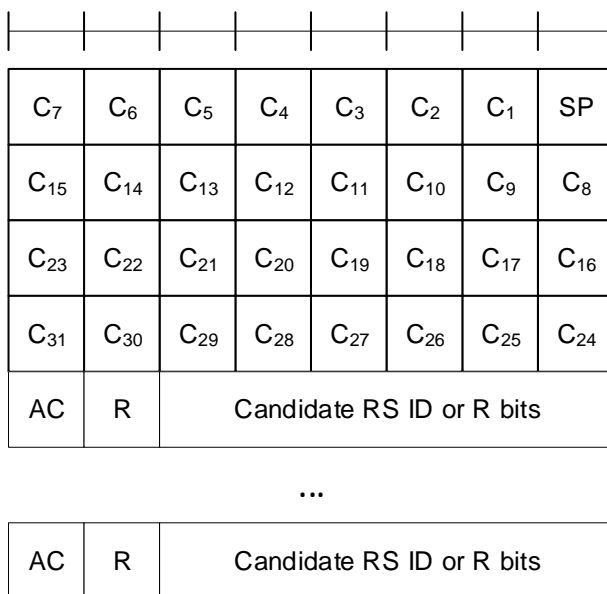 C₇ C₆ C₅ C₄ C₃ C₂ C₁ SP
C₁₅ C₁₄ C₁₃ C₁₂ C₁₁ C₁₀ C₉ C₈
C₂₃ C₂₂ C₂₁ C₂₀ C₁₉ C₁₈ C₁₇ C₁₆
C₃₁ C₃₀ C₂₉ C₂₈ C₂₇ C₂₆ C₂₅ C₂₄
AC R Candidate RS ID or R bits
...
AC R Candidate RS ID or R bits